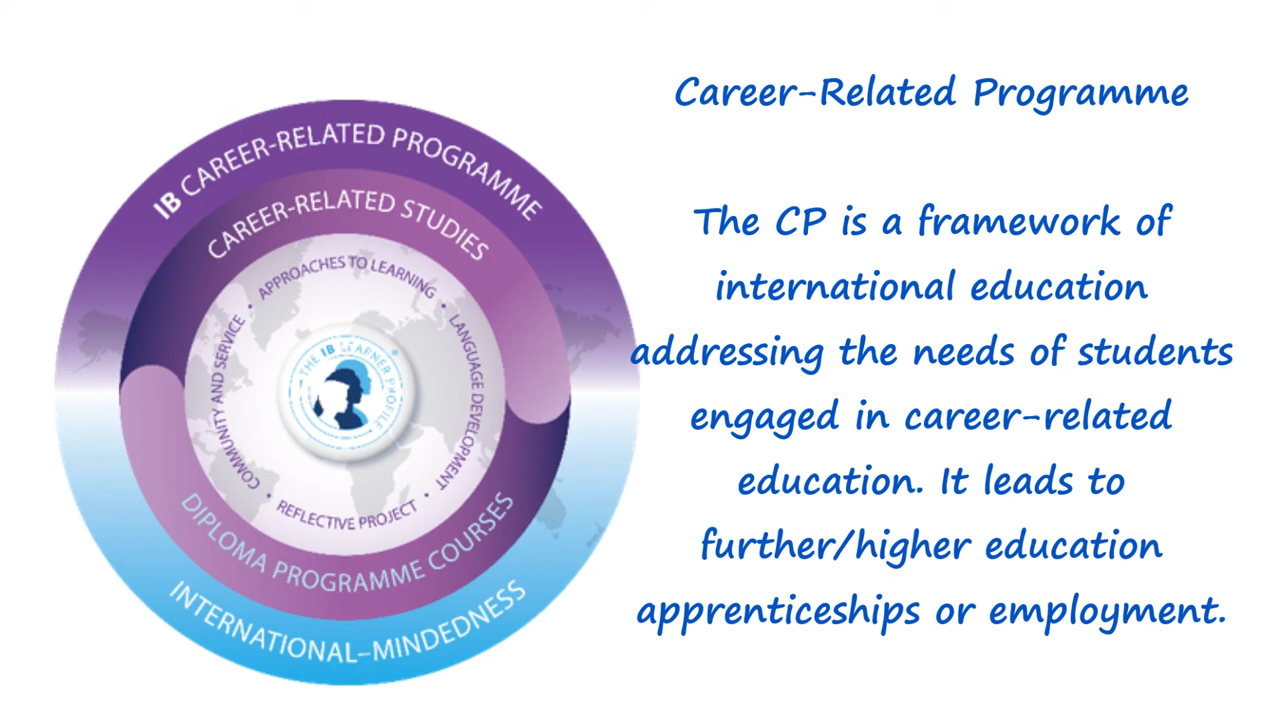 IB CAREER-RELATED PROGRAMME
CAREER-RELATED STUDIES
APPROACHES TO LEARNING
LANGUAGE DEVELOPMENT
REFLECTIVE PROJECT
COMMUNITY AND SERVICE
THE IB LEARNER PROFILE
DIPLOMA PROGRAMME COURSES
INTERNATIONAL–MINDEDNESS
Career-Related Programme
The CP is a framework of
international education
addressing the needs of students
engaged in career-related
education. It leads to
further/higher education
apprenticeships or employment.